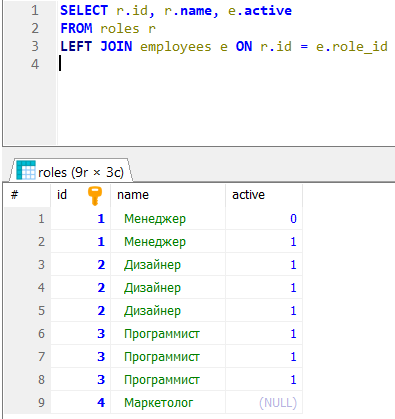 1 SELECT r.id, r.name, e.active
2 FROM roles r
3 LEFT JOIN employees e ON r.id = e.role_id
4
roles (9r × 3c)
# id name active
1 1 Менеджер 0
2 1 Менеджер 1
3 2 Дизайнер 1
4 2 Дизайнер 1
5 2 Дизайнер 1
6 3 Программист 1
7 3 Программист 1
8 3 Программист 1
9 4 Маркетолог (NULL)